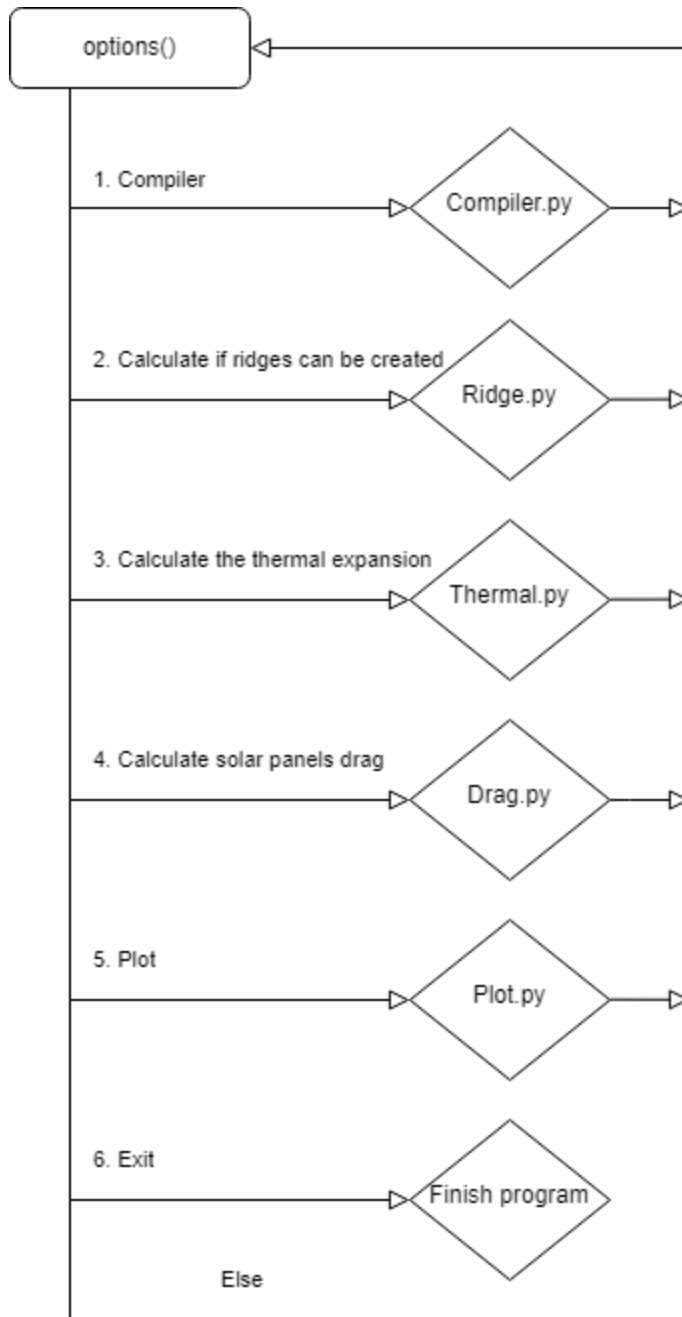 options()
1. Compiler
Compiler.py
2. Calculate if ridges can be created
Ridge.py
3. Calculate the thermal expansion
Thermal.py
4. Calculate solar panels drag
Drag.py
5. Plot
Plot.py
6. Exit
Finish program
Else